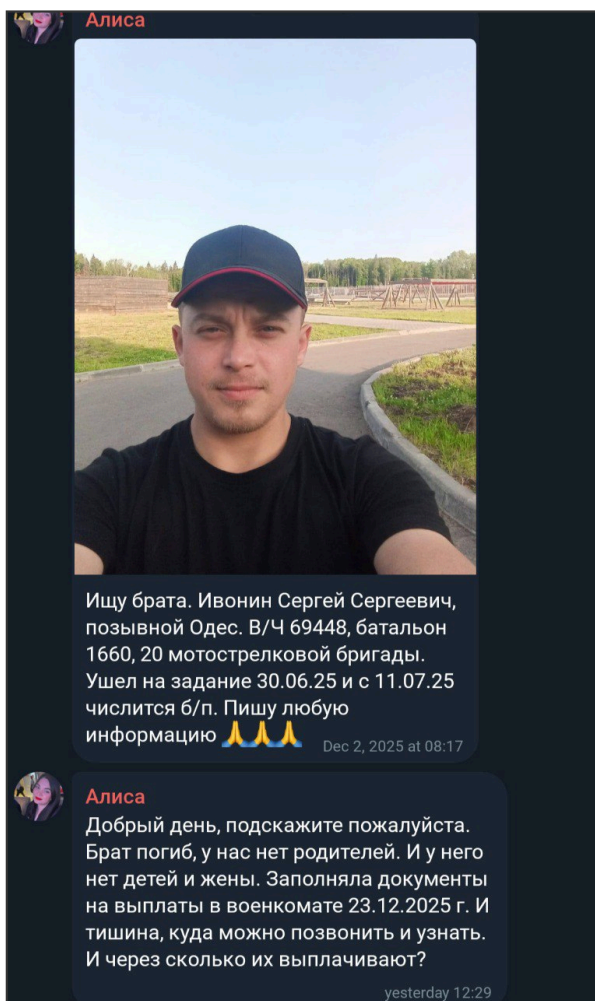 Алиса
Ищу брата. Ивонин Сергей Сергеевич,
позывной Одес. В/Ч 69448, батальон
1660, 20 мотострелковой бригады.
Ушел на задание 30.06.25 и с 11.07.25
числится б/п. Пишу любую
информацию 🙏🙏🙏
Dec 2, 2025 at 08:17
Алиса
Добрый день, подскажите пожалуйста.
Брат погиб, у нас нет родителей. И у него
нет детей и жены. Заполняла документы
на выплаты в военкомате 23.12.2025 г. И
тишина, куда можно позвонить и узнать.
И через сколько их выплачивают?
yesterday 12:29